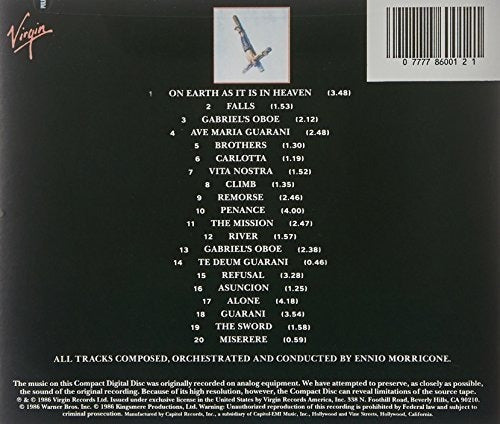 Virgin
0 7777 86001 2 1
1 ON EARTH AS IT IS IN HEAVEN (3.48)
2 FALLS (1.53)
3 GABRIEL'S OBOE (2.12)
4 AVE MARIA GUARANI (2.48)
5 BROTHERS (1.30)
6 CARLOTTA (1.19)
7 VITA NOSTRA (1.52)
8 CLIMB (1.35)
9 REMORSE (2.46)
10 PENANCE (4.00)
11 THE MISSION (2.47)
12 RIVER (1.57)
13 GABRIEL'S OBOE (2.38)
14 TE DEUM GUARANI (0.46)
15 REFUSAL (3.28)
16 ASUNCION (1.25)
17 ALONE (4.18)
18 GUARANI (3.54)
19 THE SWORD (1.58)
20 MISERERE (0.59)
ALL TRACKS COMPOSED, ORCHESTRATED AND CONDUCTED BY ENNIO MORRICONE.
The music on this Compact Digital Disc was originally recorded on analog equipment. We have attempted to preserve, as closely as possible,
the sound of the original recording. Because of its high resolution, however, the Compact Disc can reveal limitations of the source tape.
℗ & © 1986 Virgin Records Ltd. Issued under exclusive license in the United States by Virgin Records America, Inc. 338 N. Foothill Road, Beverly Hills, CA 90210.
© 1986 Warner Bros. Inc. © 1986 Kingsmere Productions, Ltd. Warning: Unauthorized reproduction of this recording is prohibited by Federal law and subject to
criminal prosecution. Manufactured by Capitol Records, Inc., a subsidiary of Capitol-EMI Music, Inc., Hollywood and Vine Streets, Hollywood, California.